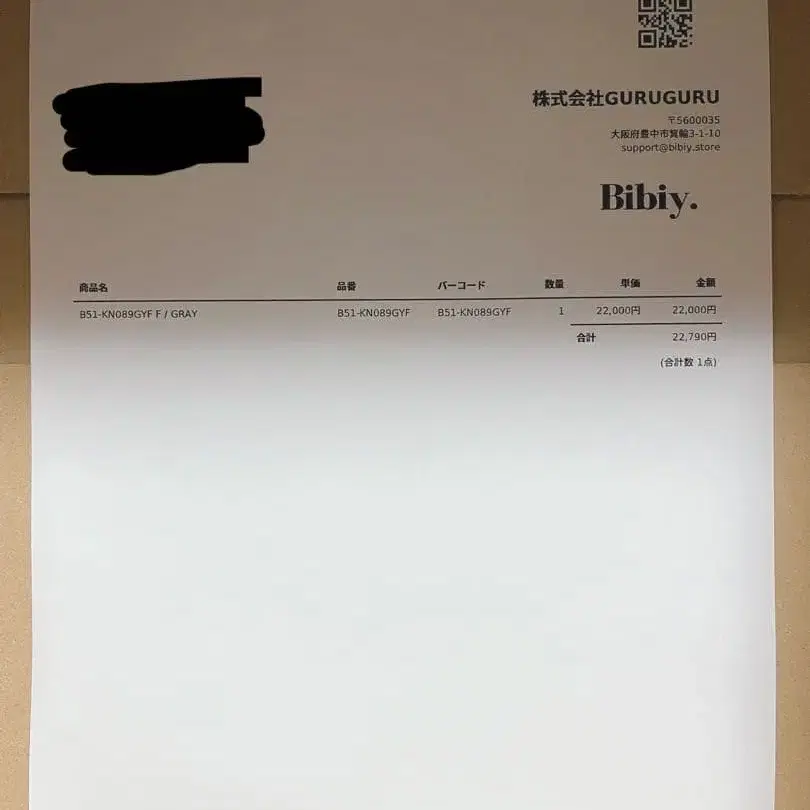 株式会社GURUGURU
〒5600035
大阪府豊中市箕輪3-1-10
support@bibiy.store
Bibiy.
商品名 品番 バーコード 数量 単価 金額
B51-KN089GYF F / GRAY B51-KN089GYF B51-KN089GYF 1 22,000円 22,000円
合計 22,790円
(合計数 1点)